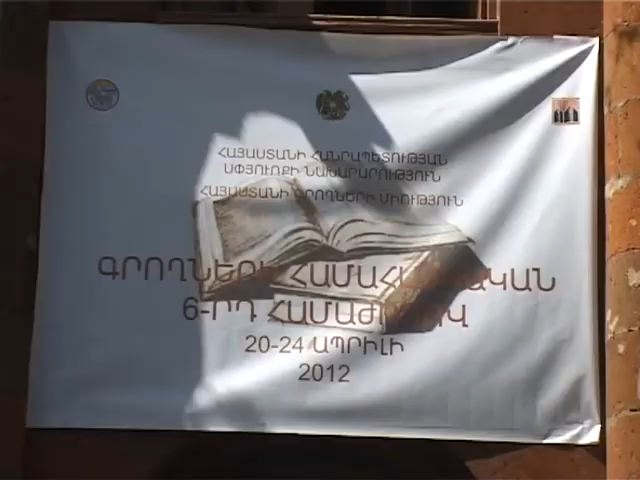 ՀԱՅԱՍՏԱՆԻ ՀԱՆՐԱՊԵՏՈՒԹՅԱՆ
ՍՓՅՈՒՌՔԻ ՆԱԽԱՐԱՐՈՒԹՅՈՒՆ
ՀԱՅԱՍՏԱՆԻ ԳՐՈՂՆԵՐԻ ՄԻՈՒԹՅՈՒՆ
ԳՐՈՂՆԵՐԻ ՀԱՄԱՀԱՅԿԱԿԱՆ
6-ՐԴ ՀԱՄԱԺՈՂՈՎ
20-24 ԱՊՐԻԼԻ
2012